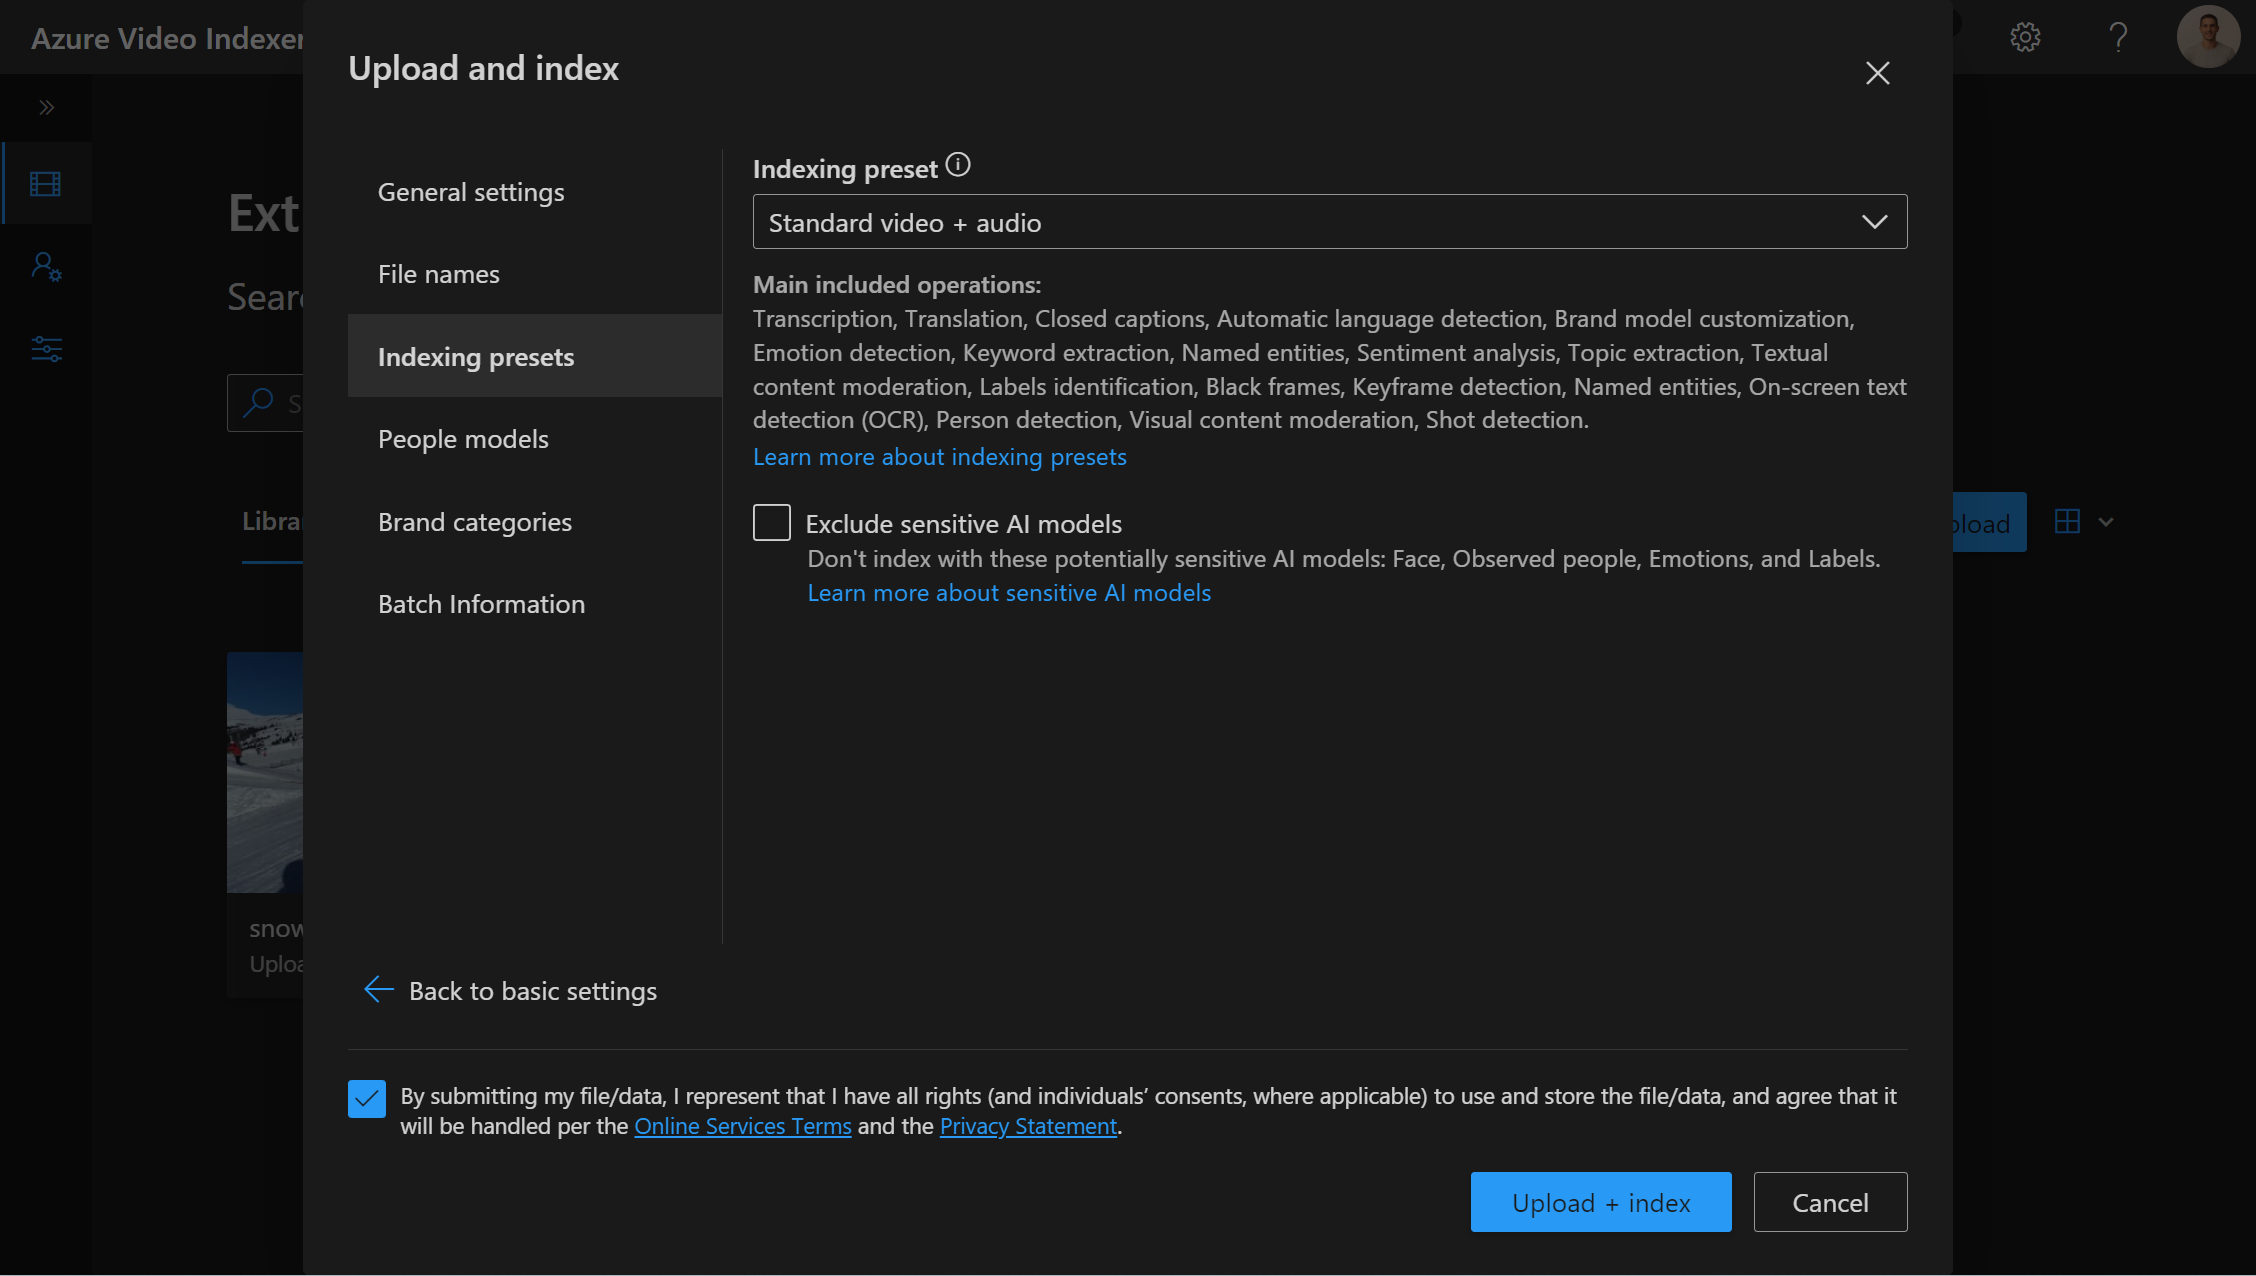 Azure Video Indexer
Upload and index
Ext
Sear
S
Libra
General settings
File names
Indexing presets
People models
Brand categories
Batch Information
Indexing preset
Standard video + audio
Main included operations:
Transcription, Translation, Closed captions, Automatic language detection, Brand model customization,
Emotion detection, Keyword extraction, Named entities, Sentiment analysis, Topic extraction, Textual
content moderation, Labels identification, Black frames, Keyframe detection, Named entities, On-screen text
detection (OCR), Person detection, Visual content moderation, Shot detection.
Learn more about indexing presets
Exclude sensitive AI models
Don't index with these potentially sensitive AI models: Face, Observed people, Emotions, and Labels.
Learn more about sensitive AI models
pload
snow
Uploa
Back to basic settings
By submitting my file/data, I represent that I have all rights (and individuals’ consents, where applicable) to use and store the file/data, and agree that it
will be handled per the Online Services Terms and the Privacy Statement.
Upload + index
Cancel